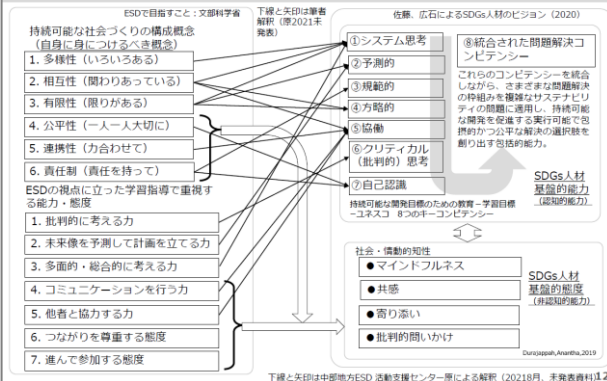 ESDで目指すこと：文部科学省
持続可能な社会づくりの構成概念
（自身に身につけるべき概念）
1. 多様性（いろいろある）
2. 相互性（関わりあっている）
3. 有限性（限りがある）
4. 公平性（一人一人大切に）
5. 連携性（力合わせて）
6. 責任制（責任を持って）
ESDの視点に立った学習指導で重視す
る能力・態度
1. 批判的に考える力
2. 未来像を予測して計画を立てる力
3. 多面的・総合的に考える力
4. コミュニケーションを行う力
5. 他者と協力する力
6. つながりを尊重する態度
7. 進んで参加する態度
下線と矢印は筆者
解釈（原2021未
発表）
佐藤、広石によるSDGs人材のビジョン（2020）
①システム思考
②予測的
③規範的
④方略的
⑤協働
⑥クリティカル
（批判的）思考
⑦自己認識
⑧統合された問題解決コ
ンピテンシー
これらのコンピテンシーを統合
しながら、さまざまな問題解決
の枠組みを複雑なサステナビリ
ティの問題に適用し、持続可能
な開発を促進する実行可能で包
摂的かつ公平な解決の選択肢を
創り出す包括的能力。
SDGs人材
基盤的能力
（認知的能力）
持続可能な開発目標のための教育－学習目標
－ユネスコ 8つのキーコンピテンシー
社会・情動的知性
●マインドフルネス
●共感
●寄り添い
●批判的問いかけ
SDGs人材
基盤的態度
（非認知的能力）
Durajappah,Anantha,2019
下線と矢印は中部地方ESD 活動支援センター原による解釈（20218月、未発表資料）12